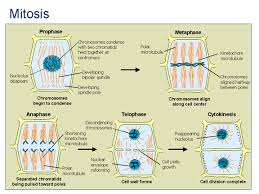 Mitosis
Prophase
Chromosomes condense
with two chromatids
held together at
centromere
Nucleolus
disappears
Developing
bipolar spindle
Developing
spindle pole
Chromosomes
begin to condense
Metaphase
Polar
microtubule
Kinetochore
microtubule
Chromosomes
aligned halfway
between poles
Chromosomes align
along cell center
Anaphase
Shortening
kinetochore
microtubule
Polar
microtubule
Separated chromatids
being pulled toward poles
Telophase
Decondensing
chromosomes
Nuclear
envelope
reforming
Cell wall forms
Cytokinesis
Cell plate
growth
Cell division complete